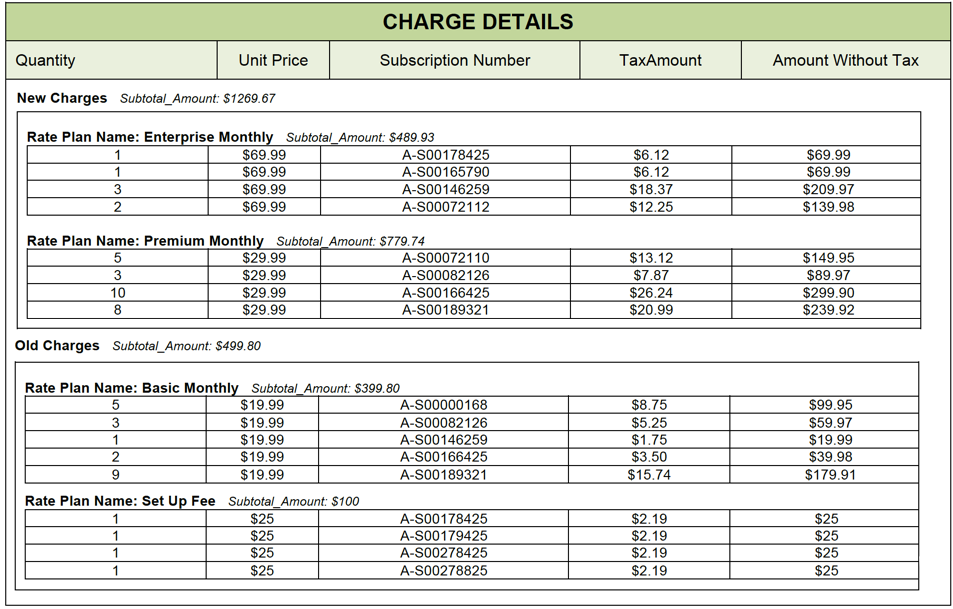 CHARGE DETAILS
Quantity Unit Price Subscription Number TaxAmount Amount Without Tax
New Charges Subtotal_Amount: $1269.67
Rate Plan Name: Enterprise Monthly Subtotal_Amount: $489.93
1 $69.99 A-S00178425 $6.12 $69.99
1 $69.99 A-S00165790 $6.12 $69.99
3 $69.99 A-S00146259 $18.37 $209.97
2 $69.99 A-S00072112 $12.25 $139.98
Rate Plan Name: Premium Monthly Subtotal_Amount: $779.74
5 $29.99 A-S00072110 $13.12 $149.95
3 $29.99 A-S00082126 $7.87 $89.97
10 $29.99 A-S00166425 $26.24 $299.90
8 $29.99 A-S00189321 $20.99 $239.92
Old Charges Subtotal_Amount: $499.80
Rate Plan Name: Basic Monthly Subtotal_Amount: $399.80
5 $19.99 A-S00000168 $8.75 $99.95
3 $19.99 A-S00082126 $5.25 $59.97
1 $19.99 A-S00146259 $1.75 $19.99
2 $19.99 A-S00166425 $3.50 $39.98
9 $19.99 A-S00189321 $15.74 $179.91
Rate Plan Name: Set Up Fee Subtotal_Amount: $100
1 $25 A-S00178425 $2.19 $25
1 $25 A-S00179425 $2.19 $25
1 $25 A-S00278425 $2.19 $25
1 $25 A-S00278825 $2.19 $25